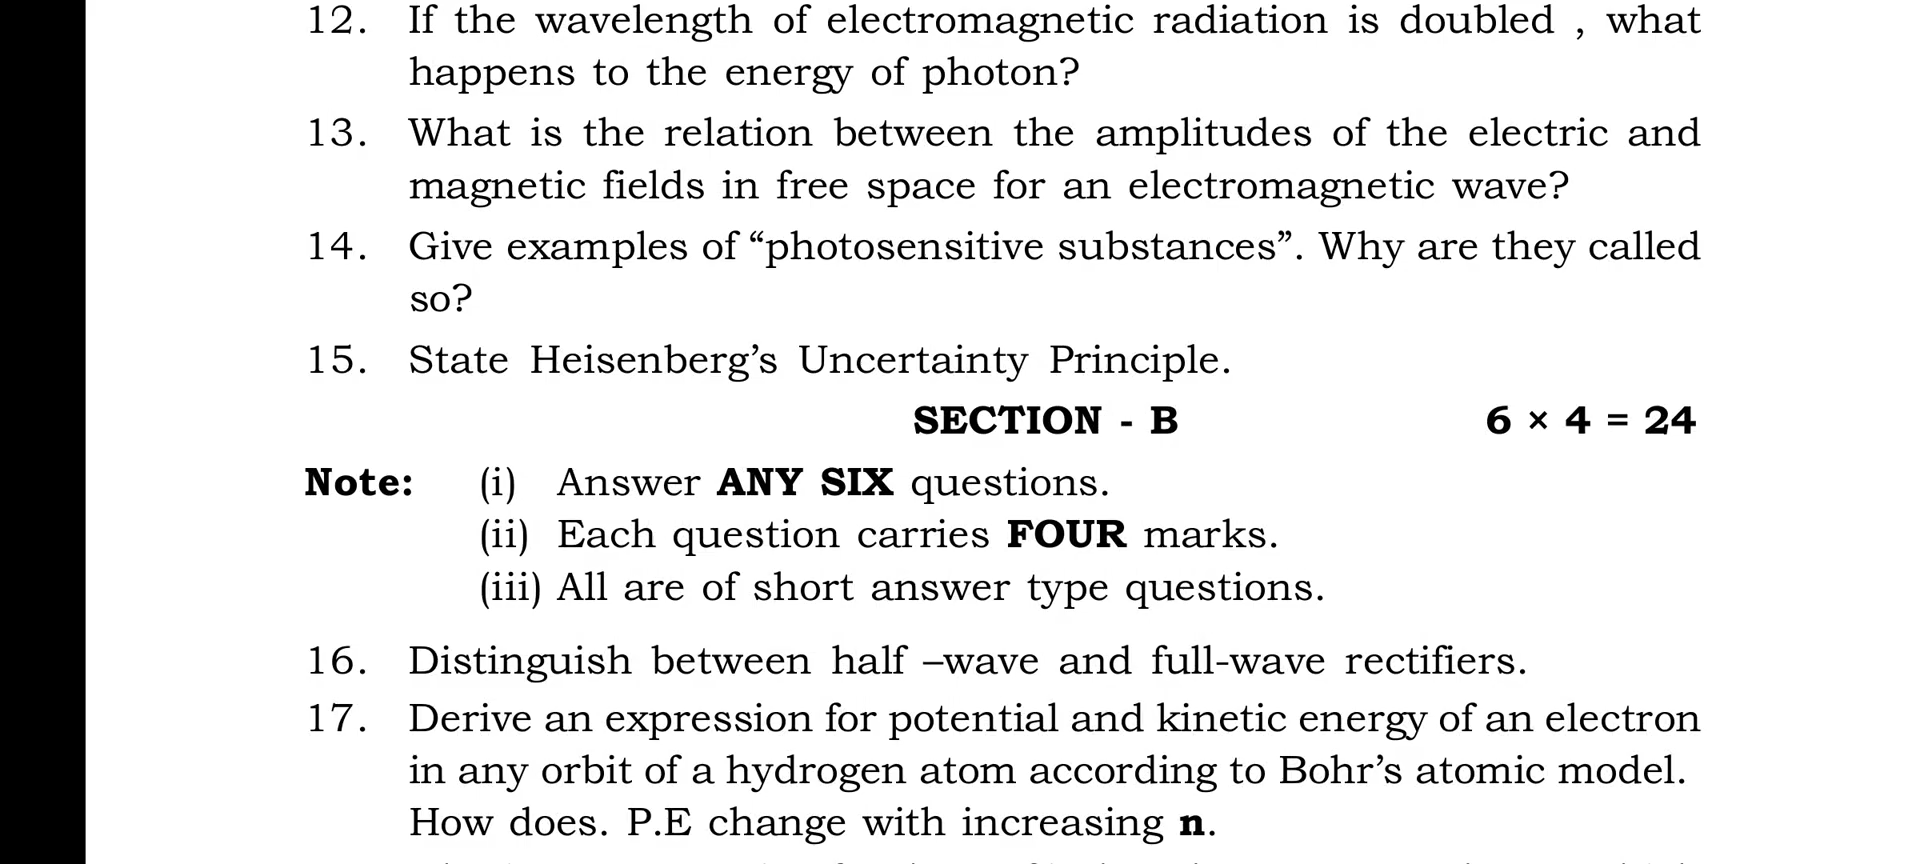 12. If the wavelength of electromagnetic radiation is doubled , what
happens to the energy of photon?
13. What is the relation between the amplitudes of the electric and
magnetic fields in free space for an electromagnetic wave?
14. Give examples of “photosensitive substances”. Why are they called
so?
15. State Heisenberg’s Uncertainty Principle.
SECTION - B 6 × 4 = 24
Note: (i) Answer ANY SIX questions.
(ii) Each question carries FOUR marks.
(iii) All are of short answer type questions.
16. Distinguish between half –wave and full-wave rectifiers.
17. Derive an expression for potential and kinetic energy of an electron
in any orbit of a hydrogen atom according to Bohr’s atomic model.
How does. P.E change with increasing n.